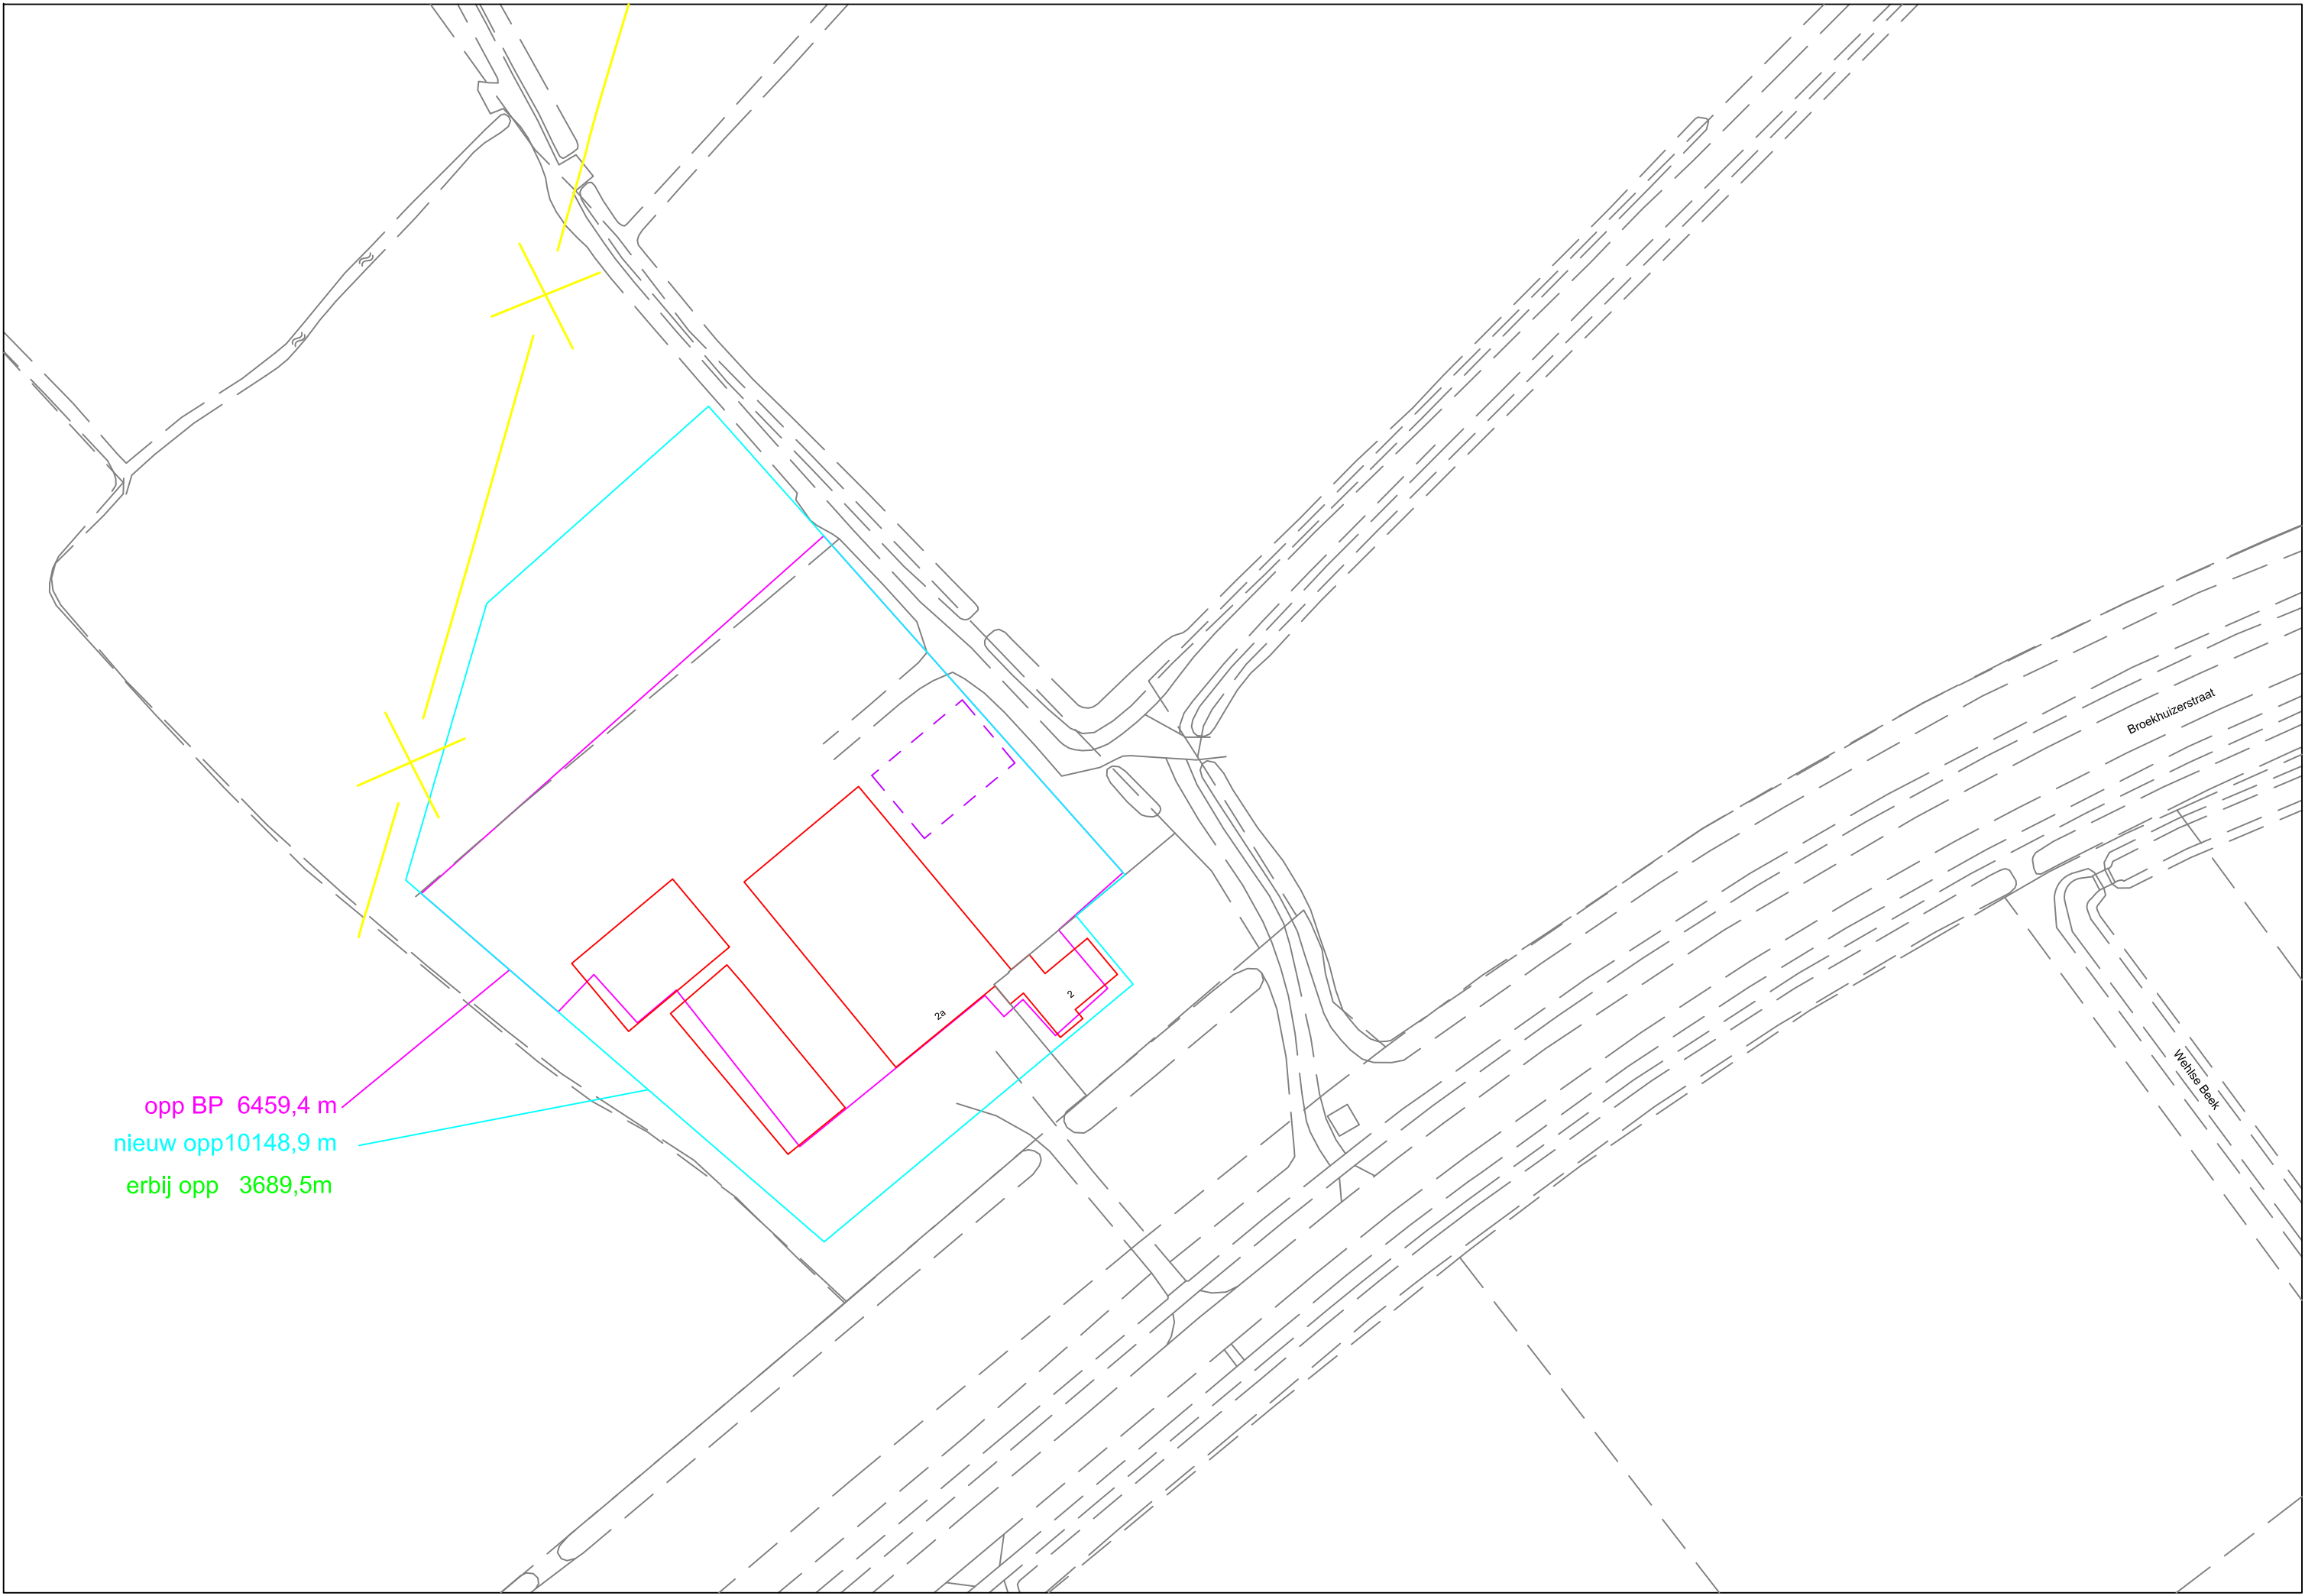 Broekhuizerstraat
2
2a
Wehlse Beek
opp BP 6459,4 m
nieuw opp10148,9 m
erbij opp 3689,5m